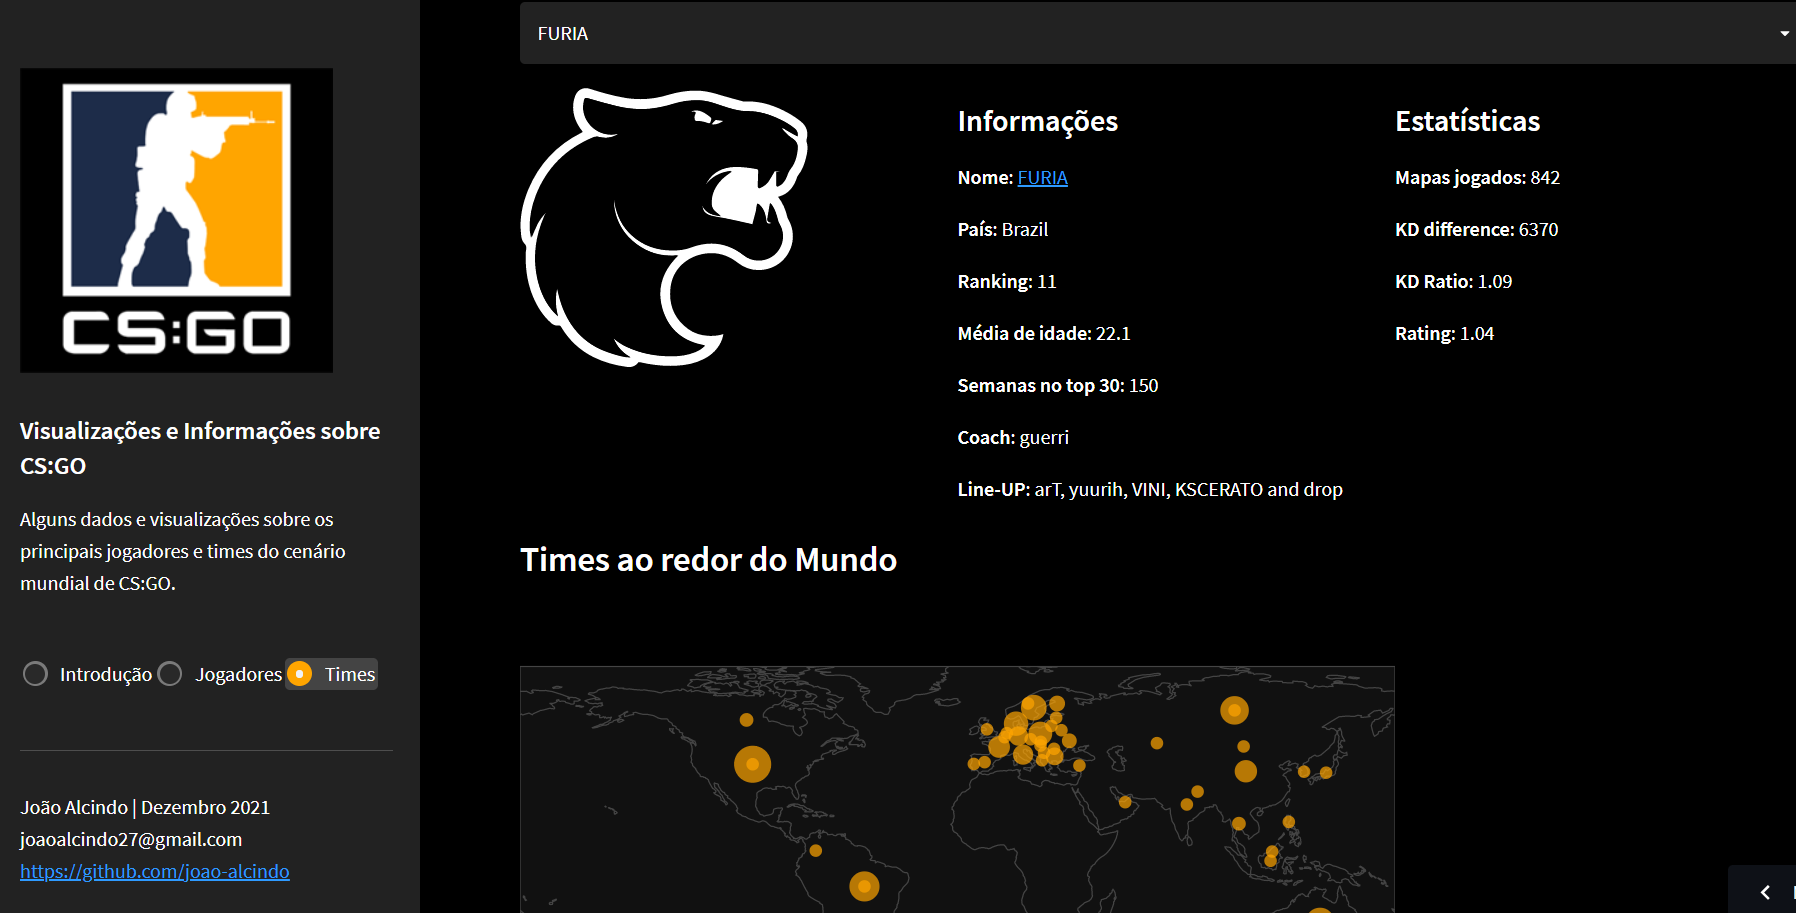 CS:GO
Visualizações e Informações sobre
CS:GO
Alguns dados e visualizações sobre os
principais jogadores e times do cenário
mundial de CS:GO.
Introdução Jogadores Times
João Alcindo | Dezembro 2021
joaoalcindo27@gmail.com
https://github.com/joao-alcindo
FURIA
Informações
Nome: FURIA
País: Brazil
Ranking: 11
Média de idade: 22.1
Semanas no top 30: 150
Coach: guerri
Line-UP: arT, yuurih, VINI, KSCERATO and drop
Estatísticas
Mapas jogados: 842
KD difference: 6370
KD Ratio: 1.09
Rating: 1.04
Times ao redor do Mundo